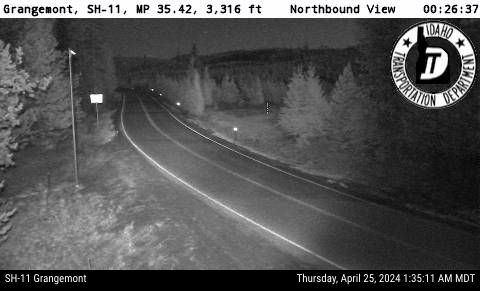 Grangemont, SH-11, MP 35.42, 3,316 ft Northbound View 00:26:37
IDAHO
TRANSPORTATION DEPARTMENT
SH-11 Grangemont Thursday, April 25, 2024 1:35:11 AM MDT